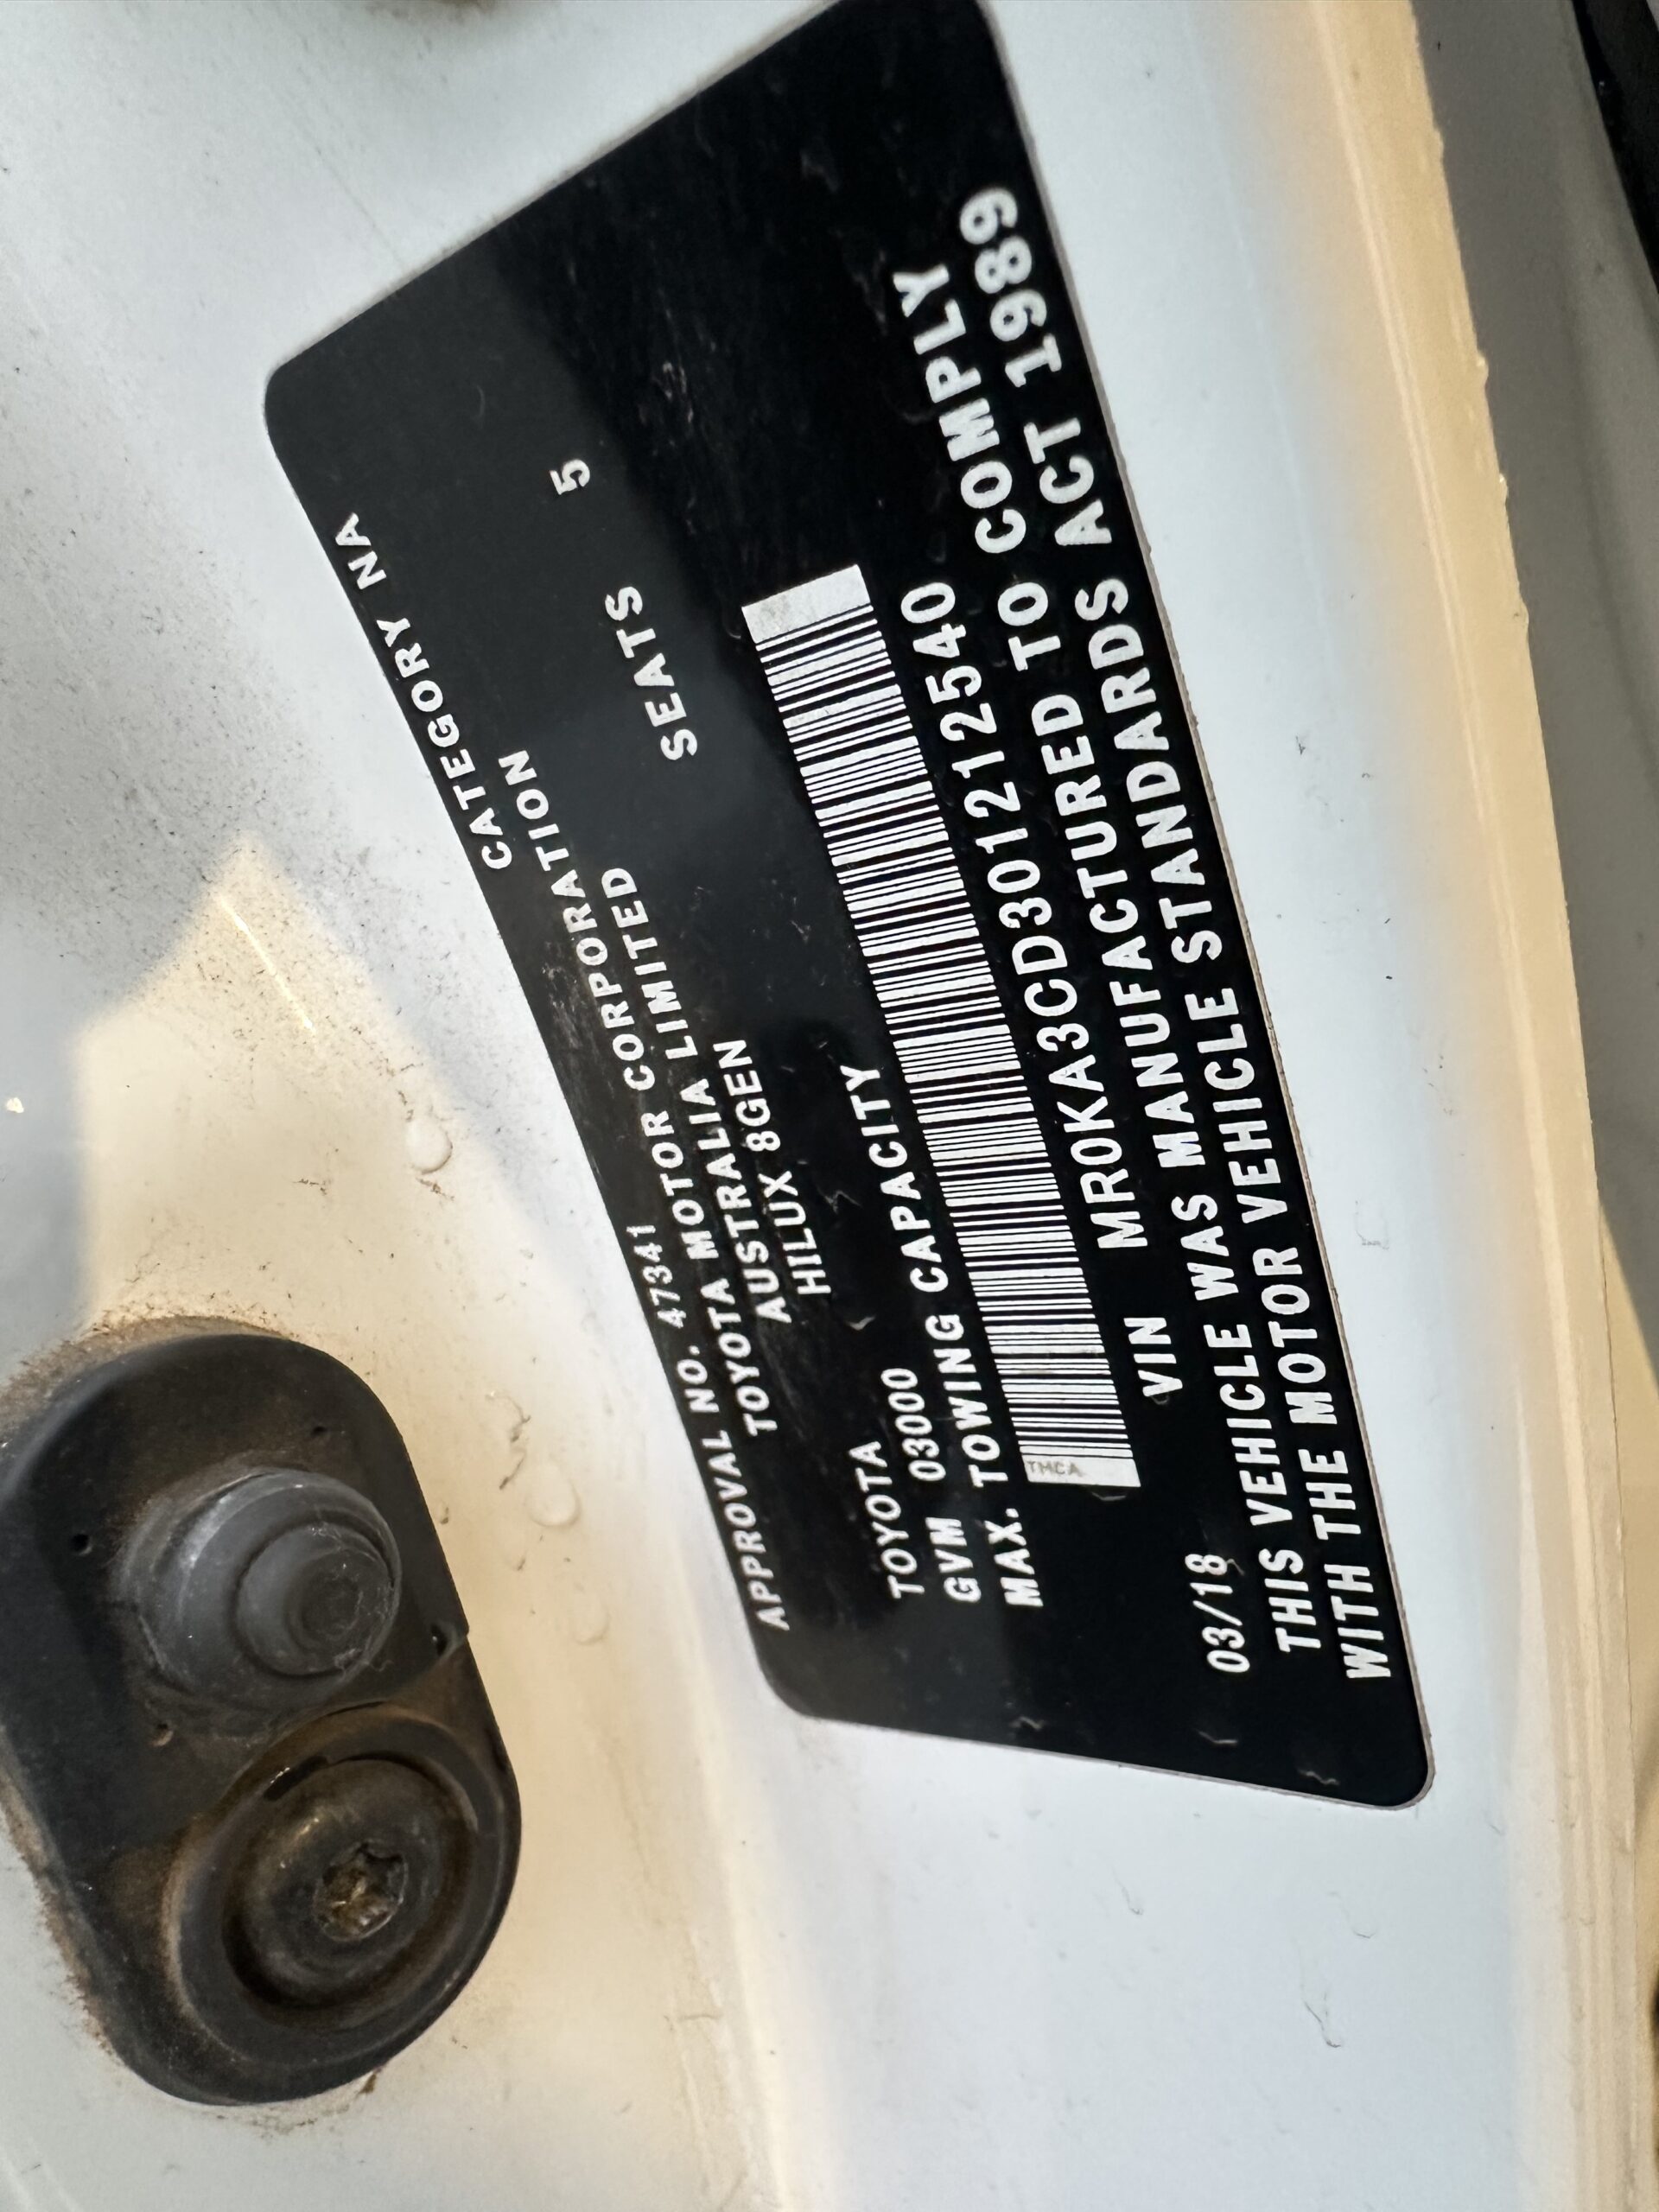 APPROVAL NO. 47341 CATEGORY NA
TOYOTA MOTOR CORPORATION
AUSTRALIA MOTOR LIMITED
TOYOTA HILUX 8GEN
TOYOTA
GVM 03000 SEATS 5
MAX. TOWING CAPACITY
THCA
VIN MR0KA3CD301212540
03/18
THIS VEHICLE WAS MANUFACTURED TO COMPLY
WITH THE MOTOR VEHICLE STANDARDS ACT 1989